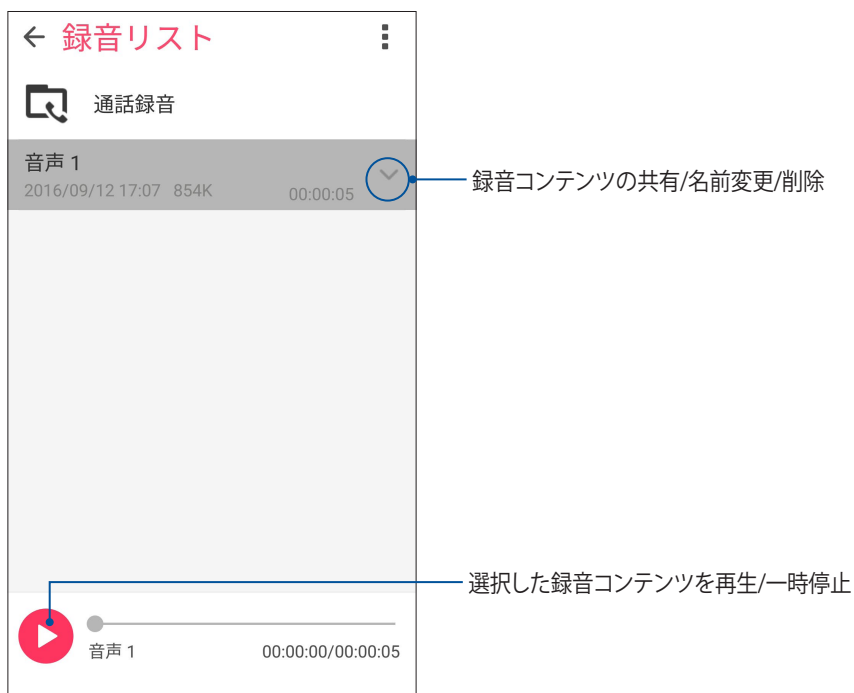 録音リスト
通話録音
音声 1
2016/09/12 17:07 854K 00:00:05
録音コンテンツの共有/名前変更/削除
選択した録音コンテンツを再生/一時停止
音声 1 00:00:00/00:00:05